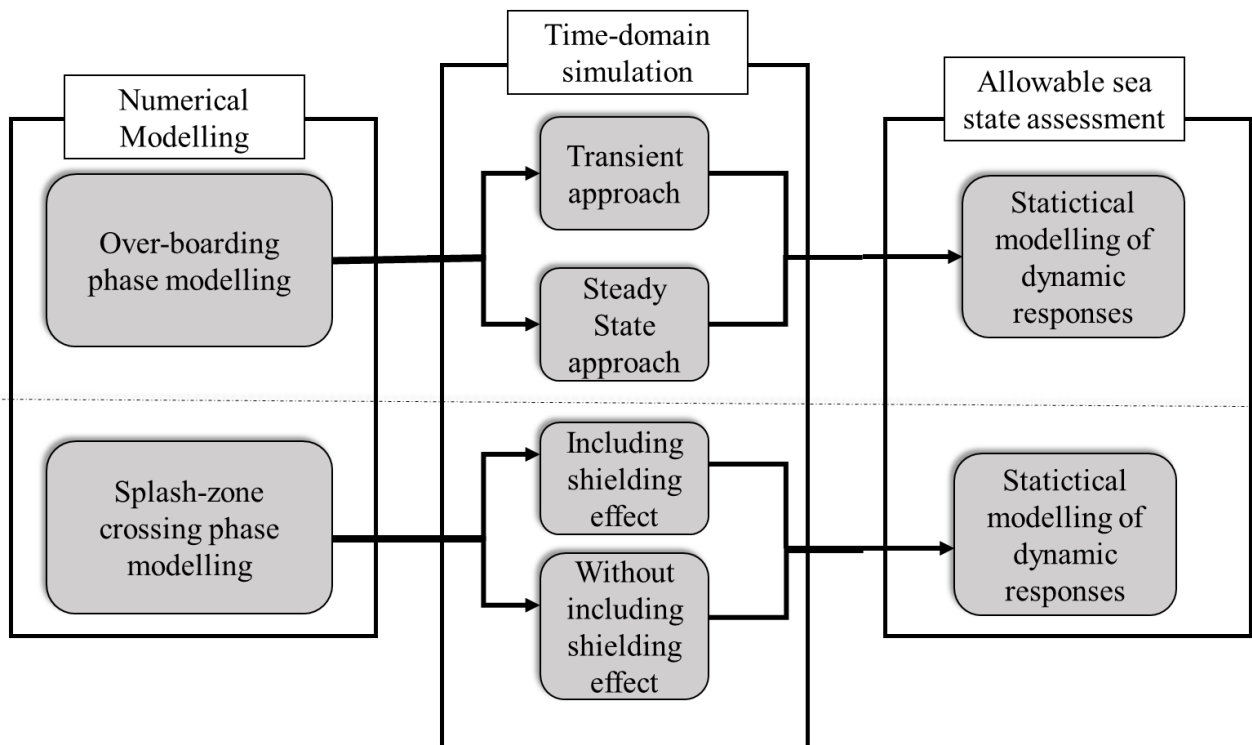 Numerical
Modelling
Over-boarding
phase modelling
Splash-zone
crossing phase
modelling
Time-domain
simulation
Transient
approach
Steady
State
approach
Including
shielding
effect
Without
including
shielding
effect
Allowable sea
state assessment
Statictical
modelling of
dynamic
responses
Statictical
modelling of
dynamic
responses